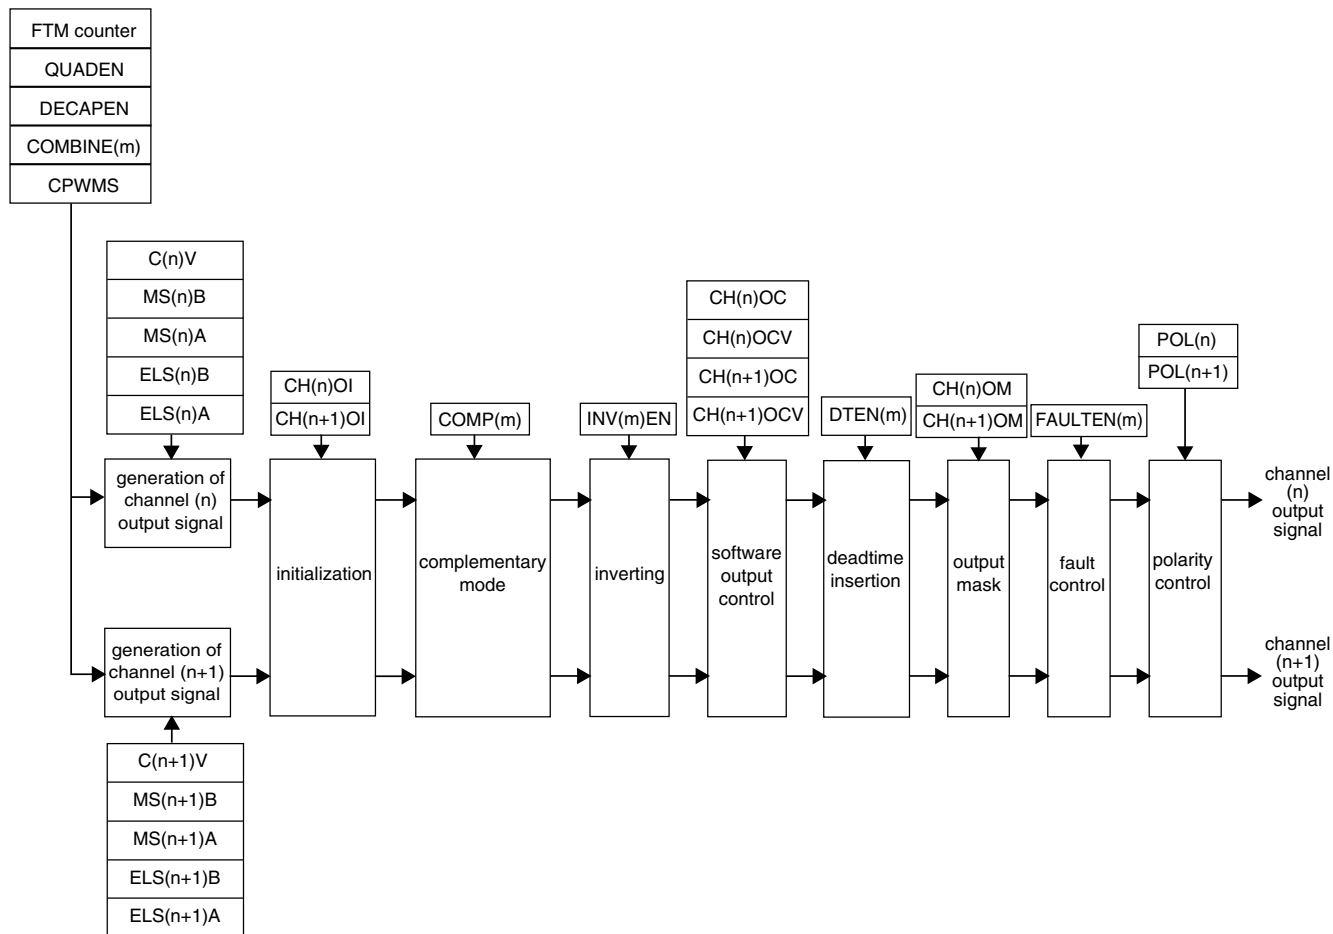 FTM counter
QUADEN
DECAPEN
COMBINE(m)
CPWMS
C(n)V
MS(n)B
MS(n)A
ELS(n)B
ELS(n)A
CH(n)OI
CH(n+1)OI
COMP(m)
INV(m)EN
CH(n)OC
CH(n)OCV
CH(n+1)OC
CH(n+1)OCV
DTEN(m)
CH(n)OM
CH(n+1)OM
FAULTEN(m)
POL(n)
POL(n+1)
generation of
channel (n)
output signal
initialization
complementary
mode
inverting
software
output
control
deadtime
insertion
output
mask
fault
control
polarity
control
channel
(n)
output
signal
generation of
channel (n+1)
output signal
channel
(n+1)
output
signal
C(n+1)V
MS(n+1)B
MS(n+1)A
ELS(n+1)B
ELS(n+1)A